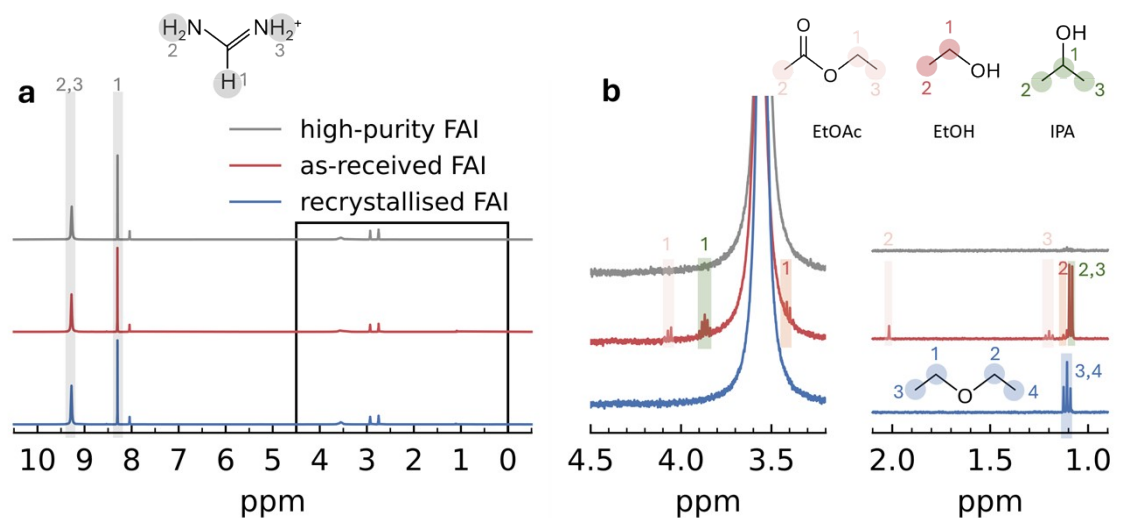 a
H₂N
NH₂⁺
2
3
H
1
2,3
1
high-purity FAI
as-received FAI
recrystallised FAI
10 9 8 7 6 5 4 3 2 1 0
ppm
b
O
O
1
2
3
EtOAc
1
2
OH
EtOH
OH
1
2
3
IPA
1
1
1
2
3
2
2,3
1
2
3
O
4
3,4
4.5 4.0 3.5
ppm
2.0 1.5 1.0
ppm